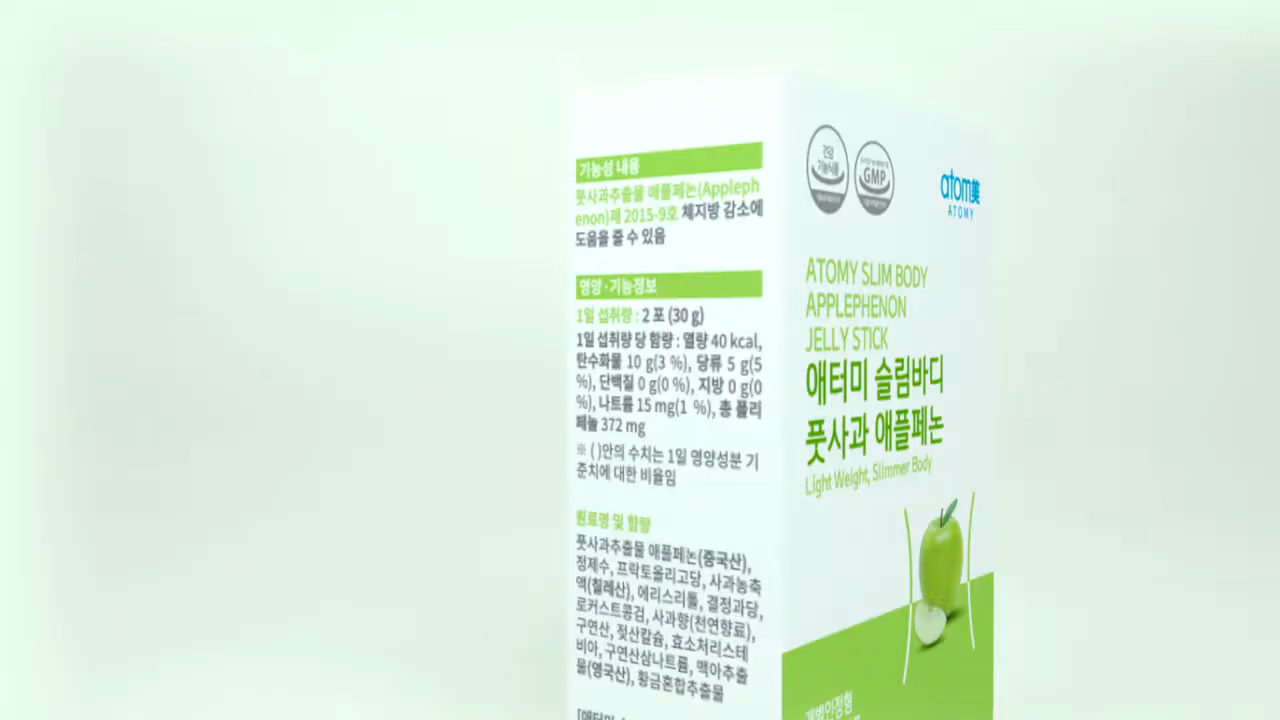 기능성 내용
풋사과추출물 애플페논(Appleph
enon)제 2015-9호 체지방 감소에
도움을 줄 수 있음
영양·기능정보
1일 섭취량 : 2 포 (30 g)
1일 섭취량 당 함량 : 열량 40 kcal,
탄수화물 10 g(3 %), 당류 5 g(5
%), 단백질 0 g(0 %), 지방 0 g(0
%), 나트륨 15 mg(1 %), 총 폴리
페놀 372 mg
※ ( )안의 수치는 1일 영양성분 기
준치에 대한 비율임
원료명 및 함량
풋사과추출물 애플페논(중국산),
정제수, 프락토올리고당, 사과농축
액(칠레산), 에리스리톨, 결정과당,
로커스트콩검, 사과향(천연향료),
구연산, 젖산칼슘, 효소처리스테
비아, 구연산삼나트륨, 맥아추출
물(영국산), 황금혼합추출물
건강
기능식품
GMP
atom美
ATOMY
ATOMY SLIM BODY
APPLEPHENON
JELLY STICK
애터미 슬림바디
풋사과 애플페논
Light Weight, Slimmer Body
개별인정형